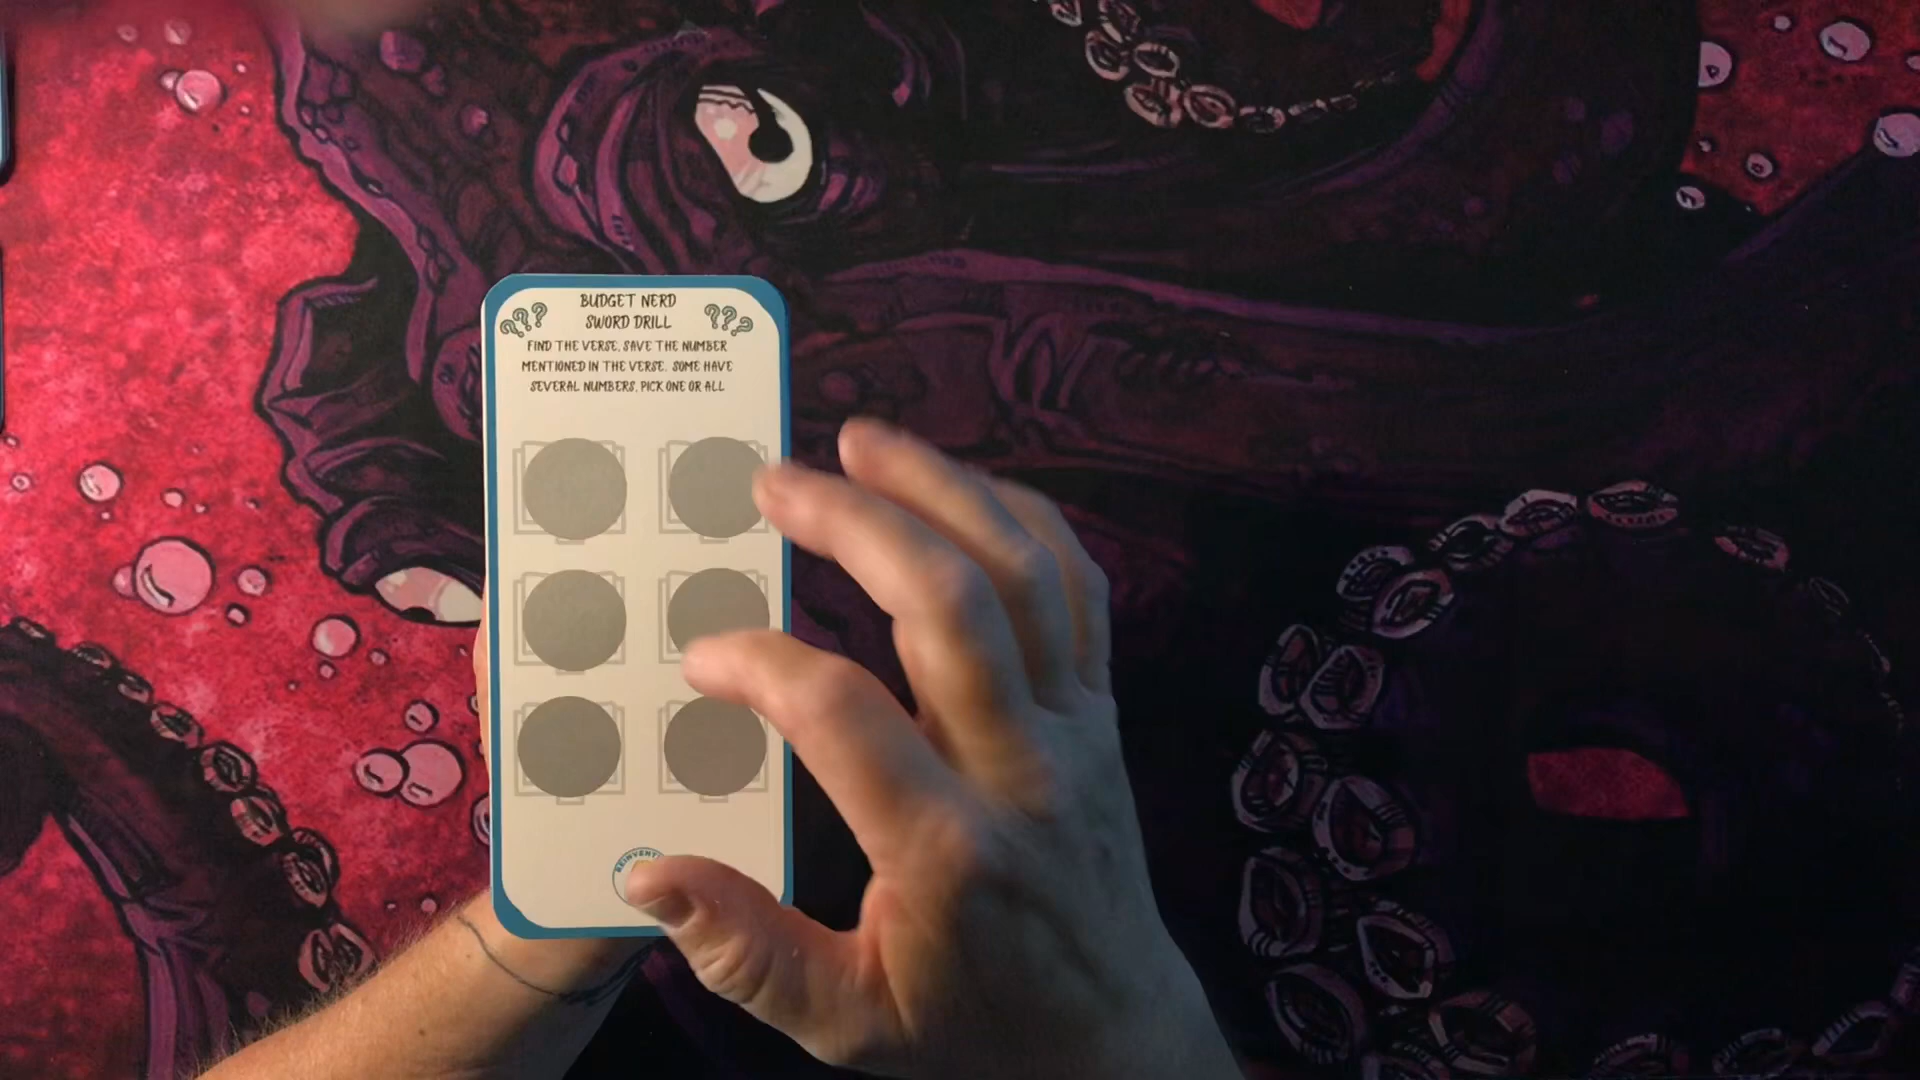 BUDGET NERD
SWORD DRILL
FIND THE VERSE, SAVE THE NUMBER
MENTIONED IN THE VERSE. SOME HAVE
SEVERAL NUMBERS, PICK ONE OR ALL